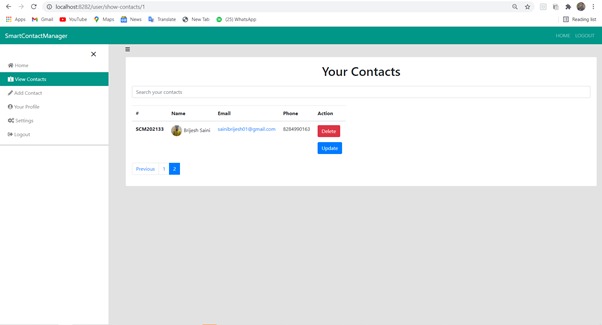 localhost:8282/user/show-contacts/1
Apps Gmail YouTube Maps News Translate New Tab (25) WhatsApp Reading list
SmartContactManager HOME LOGOUT
Home
View Contacts
Add Contact
Your Profile
Settings
Logout
Your Contacts
Search your contacts
# Name Email Phone Action
SCM202133 Brijesh Saini sainibrijesh01@gmail.com 8284990163 Delete
Update
Previous 1 2